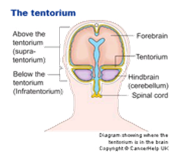 The tentorium
Above the
tentorium
(supra-
tentorium)
Below the
tentorium
(Infratentorium)
Forebrain
Tentorium
Hindbrain
(cerebellum)
Spinal cord
Diagram showing where the
tentorium is in the brain
Copyright © CancerHelp UK